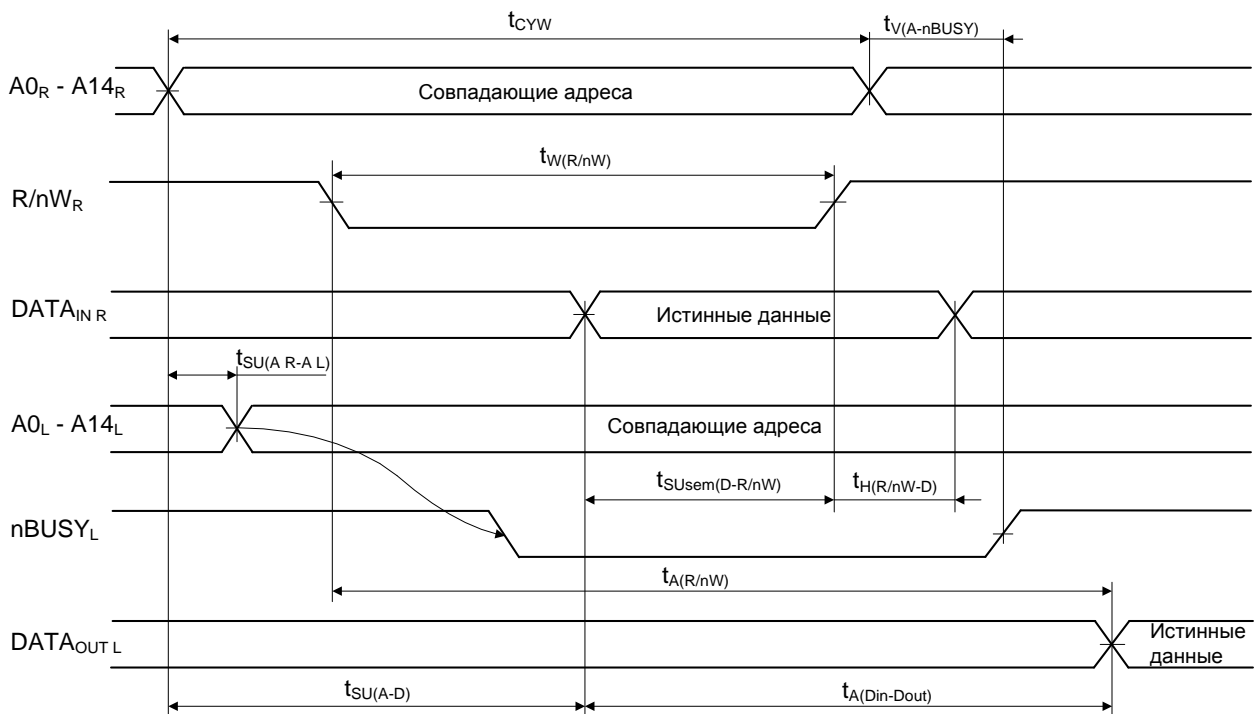 tCYW
tV(A-nBUSY)
A0R - A14R
Совпадающие адреса
tW(R/nW)
R/nWR
DATAIN R
Истинные данные
tSU(A R-A L)
A0L - A14L
Совпадающие адреса
tSUsem(D-R/nW)
tH(R/nW-D)
nBUSYL
tA(R/nW)
DATAOUT L
Истинные
данные
tSU(A-D)
tA(Din-Dout)